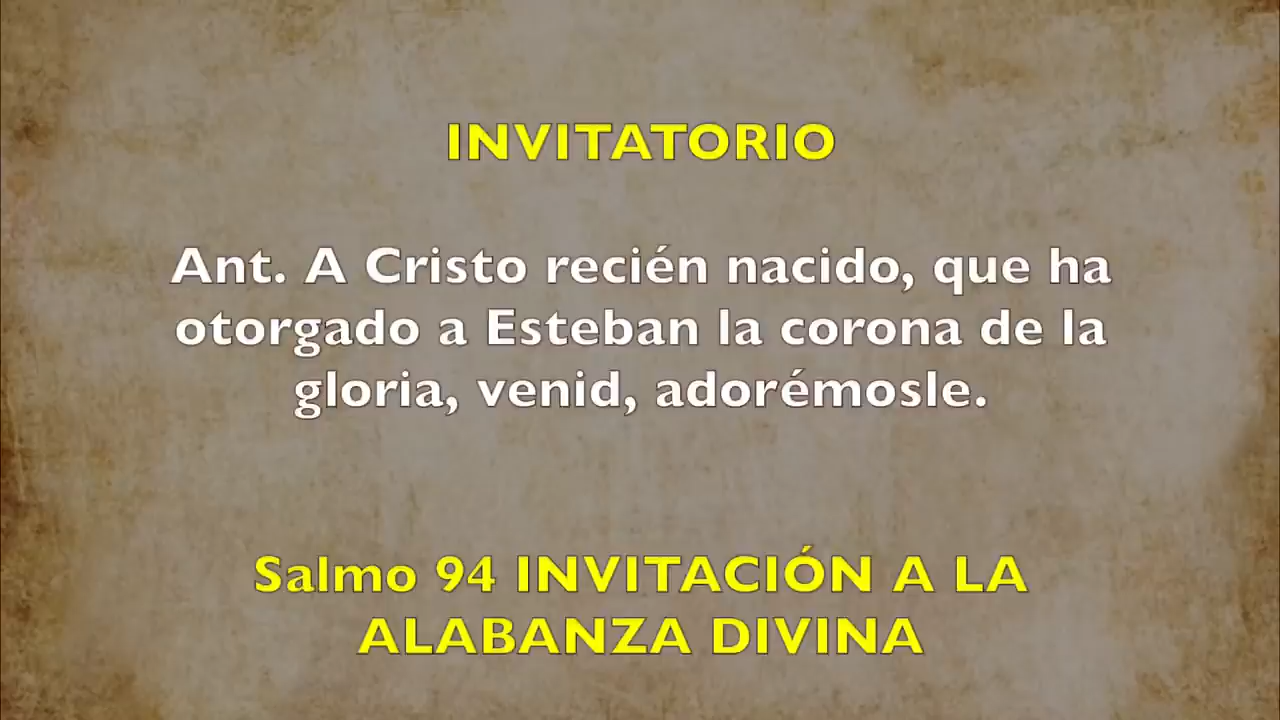 INVITATORIO
Ant. A Cristo recién nacido, que ha
otorgado a Esteban la corona de la
gloria, venid, adorémosle.
Salmo 94 INVITACIÓN A LA
ALABANZA DIVINA